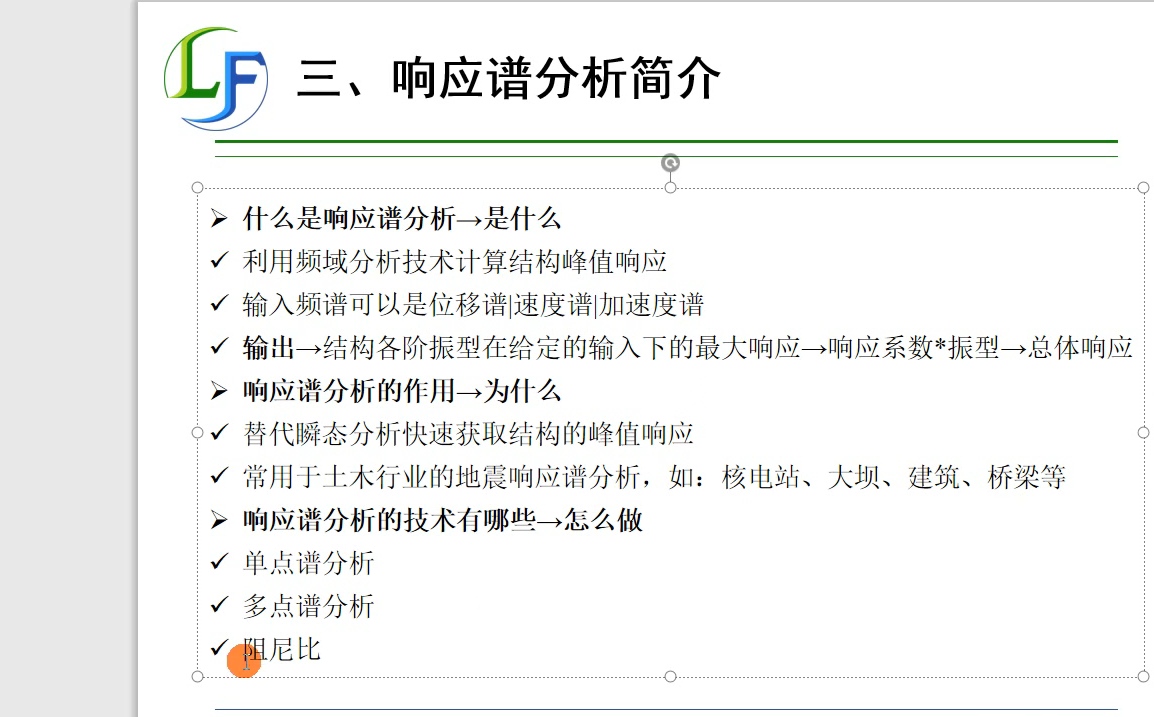 LF
三、响应谱分析简介
➢ 什么是响应谱分析→是什么
✓ 利用频域分析技术计算结构峰值响应
✓ 输入频谱可以是位移谱|速度谱|加速度谱
✓ 输出→结构各阶振型在给定的输入下的最大响应→响应系数*振型→总体响应
➢ 响应谱分析的作用→为什么
✓ 替代瞬态分析快速获取结构的峰值响应
✓ 常用于土木行业的地震响应谱分析，如：核电站、大坝、建筑、桥梁等
➢ 响应谱分析的技术有哪些→怎么做
✓ 单点谱分析
✓ 多点谱分析
✓ 阻尼比